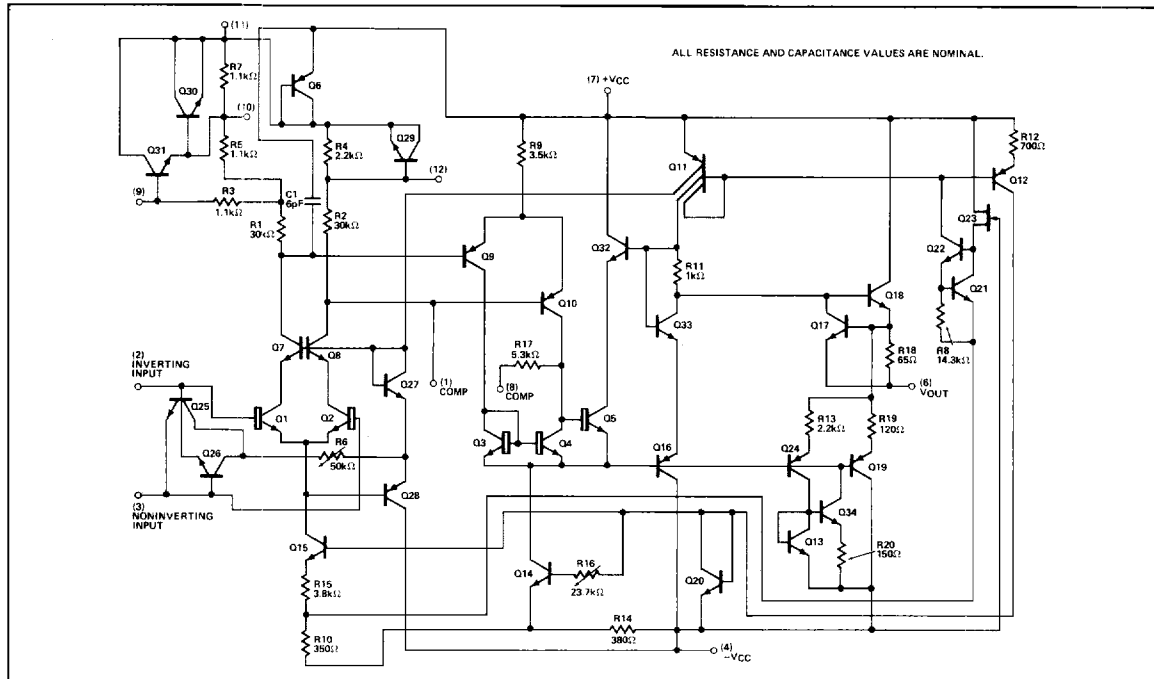 ALL RESISTANCE AND CAPACITANCE VALUES ARE NOMINAL.
(11)
R7
1.1kΩ
Q30
(10)
Q31
R5
1.1kΩ
(9)
R3
1.1kΩ
R1
30kΩ
C1
6pF
Q6
R4
2.2kΩ
Q29
(12)
R2
30kΩ
(7) +VCC
R9
3.5kΩ
Q11
R12
700Ω
Q12
Q23
Q22
Q21
R8
14.3kΩ
Q9
Q10
Q32
R11
1kΩ
Q33
Q18
Q17
R18
65Ω
(6)
VOUT
Q7
Q8
R17
5.3kΩ
(1)
COMP
(8)
COMP
(2)
INVERTING
INPUT
Q25
Q1
Q2
Q27
Q26
R6
50kΩ
Q28
(3)
NONINVERTING
INPUT
Q3
Q4
Q5
Q16
R13
2.2kΩ
R19
120Ω
Q24
Q19
Q34
Q13
R20
150Ω
Q15
R15
3.8kΩ
R10
350Ω
Q14
R16
23.7kΩ
Q20
R14
380Ω
(4)
−VCC